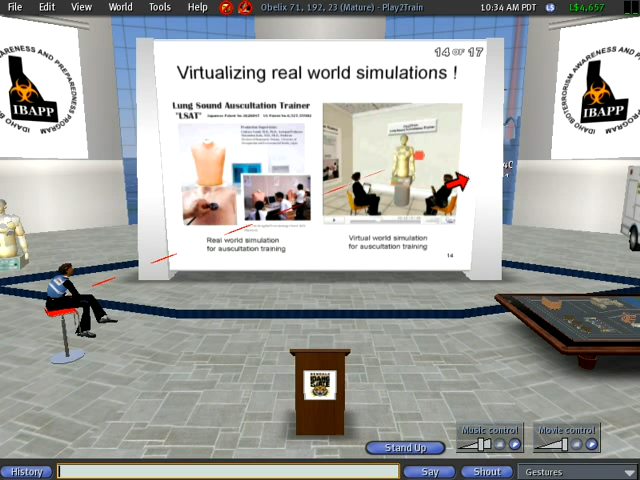 File Edit View World Tools Help Obelix 71, 192, 23 (Mature) - Play2Train 10:34 AM PDT L$4,657
14 OF 17
Virtualizing real world simulations !
Lung Sound Auscultation Trainer
"LSAT"
Real world simulation
for auscultation training
Virtual world simulation
for auscultation training
14
IBAPP
IDAHO BIOTERRORISM AWARENESS AND PREPAREDNESS PROGRAM
IBAPP
IDAHO STATE
Music control
Movie control
Stand Up
History
Say
Shout
Gestures